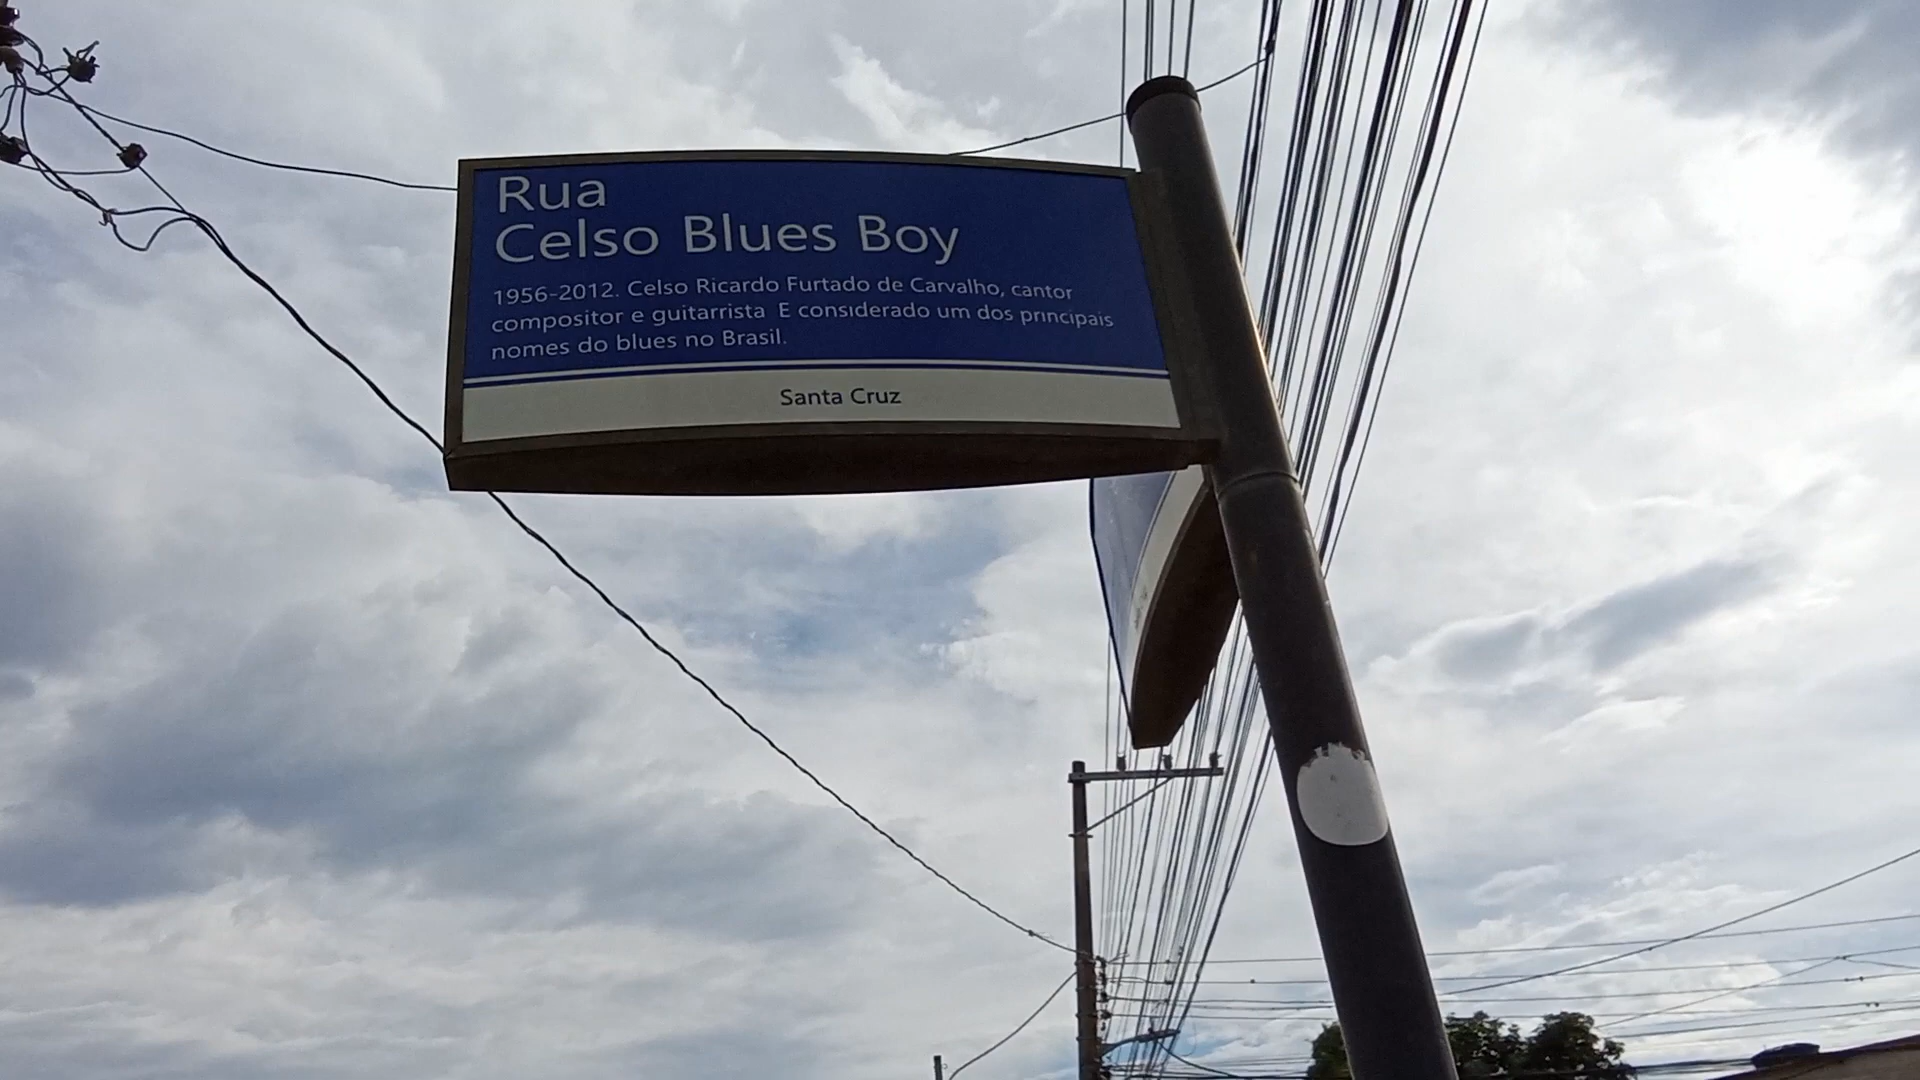 Rua
Celso Blues Boy
1956-2012. Celso Ricardo Furtado de Carvalho, cantor
compositor e guitarrista E considerado um dos principais
nomes do blues no Brasil.
Santa Cruz